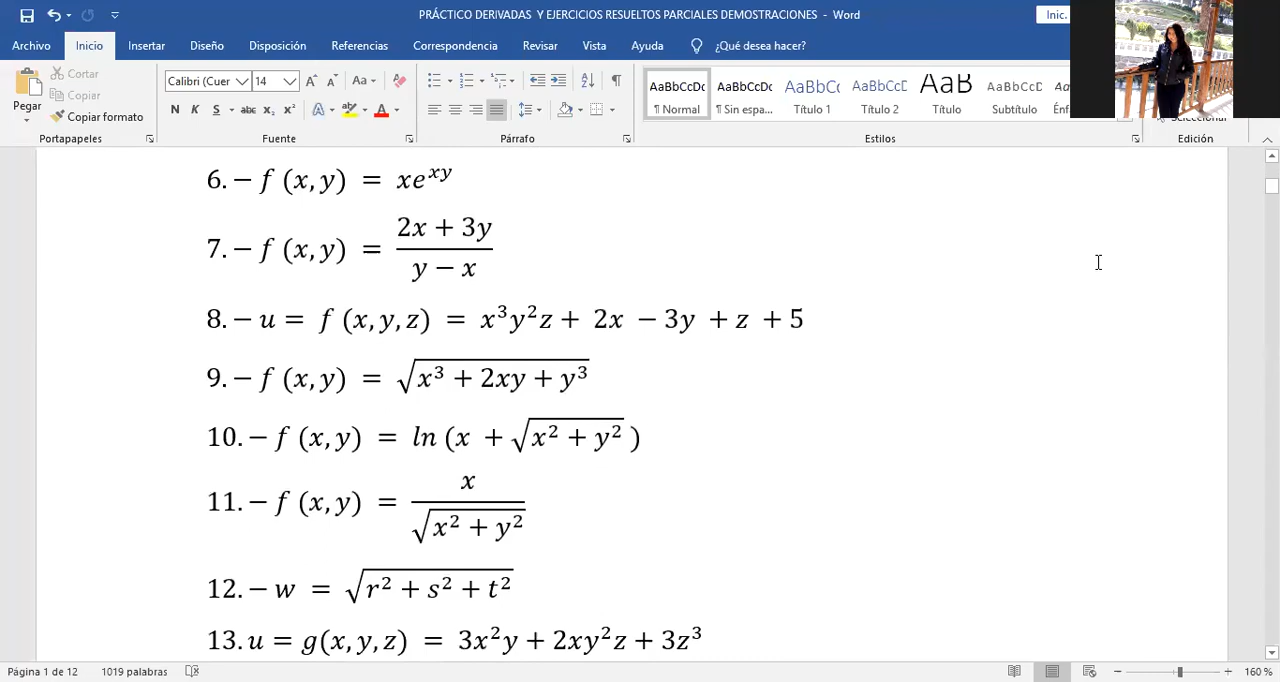 PRÁCTICO DERIVADAS Y EJERCICIOS RESUELTOS PARCIALES DEMOSTRACIONES - Word
Inic.
Archivo Inicio Insertar Diseño Disposición Referencias Correspondencia Revisar Vista Ayuda ¿Qué desea hacer?
Pegar
Cortar
Copiar
Copiar formato
Calibri (Cuer 14
N K S abc x₂ x²
AaBbCcDc AaBbCcDc AaBbCc AaBbCcD AaB AaBbCcD
¶ Normal ¶ Sin espa... Título 1 Título 2 Título Subtítulo
Portapapeles Fuente Párrafo Estilos Edición
6. − f (x, y) = xe^{xy}
7. − f (x, y) = \frac{2x + 3y}{y − x}
8. − u = f (x, y, z) = x³y²z + 2x − 3y + z + 5
9. − f (x, y) = √(x³ + 2xy + y³)
10. − f (x, y) = ln (x + √(x² + y²) )
11. − f (x, y) = \frac{x}{√(x² + y²)}
12. − w = √(r² + s² + t²)
13. u = g(x, y, z) = 3x²y + 2xy²z + 3z³
Página 1 de 12 1019 palabras 160 %